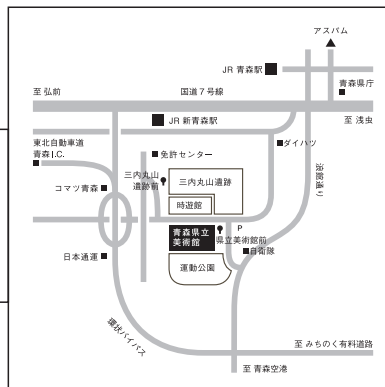 アスパム
JR 青森駅
青森県庁
至 弘前
国道7号線
至 浅虫
JR 新青森駅
東北自動車道
青森I.C.
免許センター
ダイハツ
浪館通り
三内丸山
遺跡前
三内丸山遺跡
コマツ青森
時遊館
P
青森県立
美術館
県立美術館前
自衛隊
日本通運
運動公園
環状バイパス
至 みちのく有料道路
至 青森空港